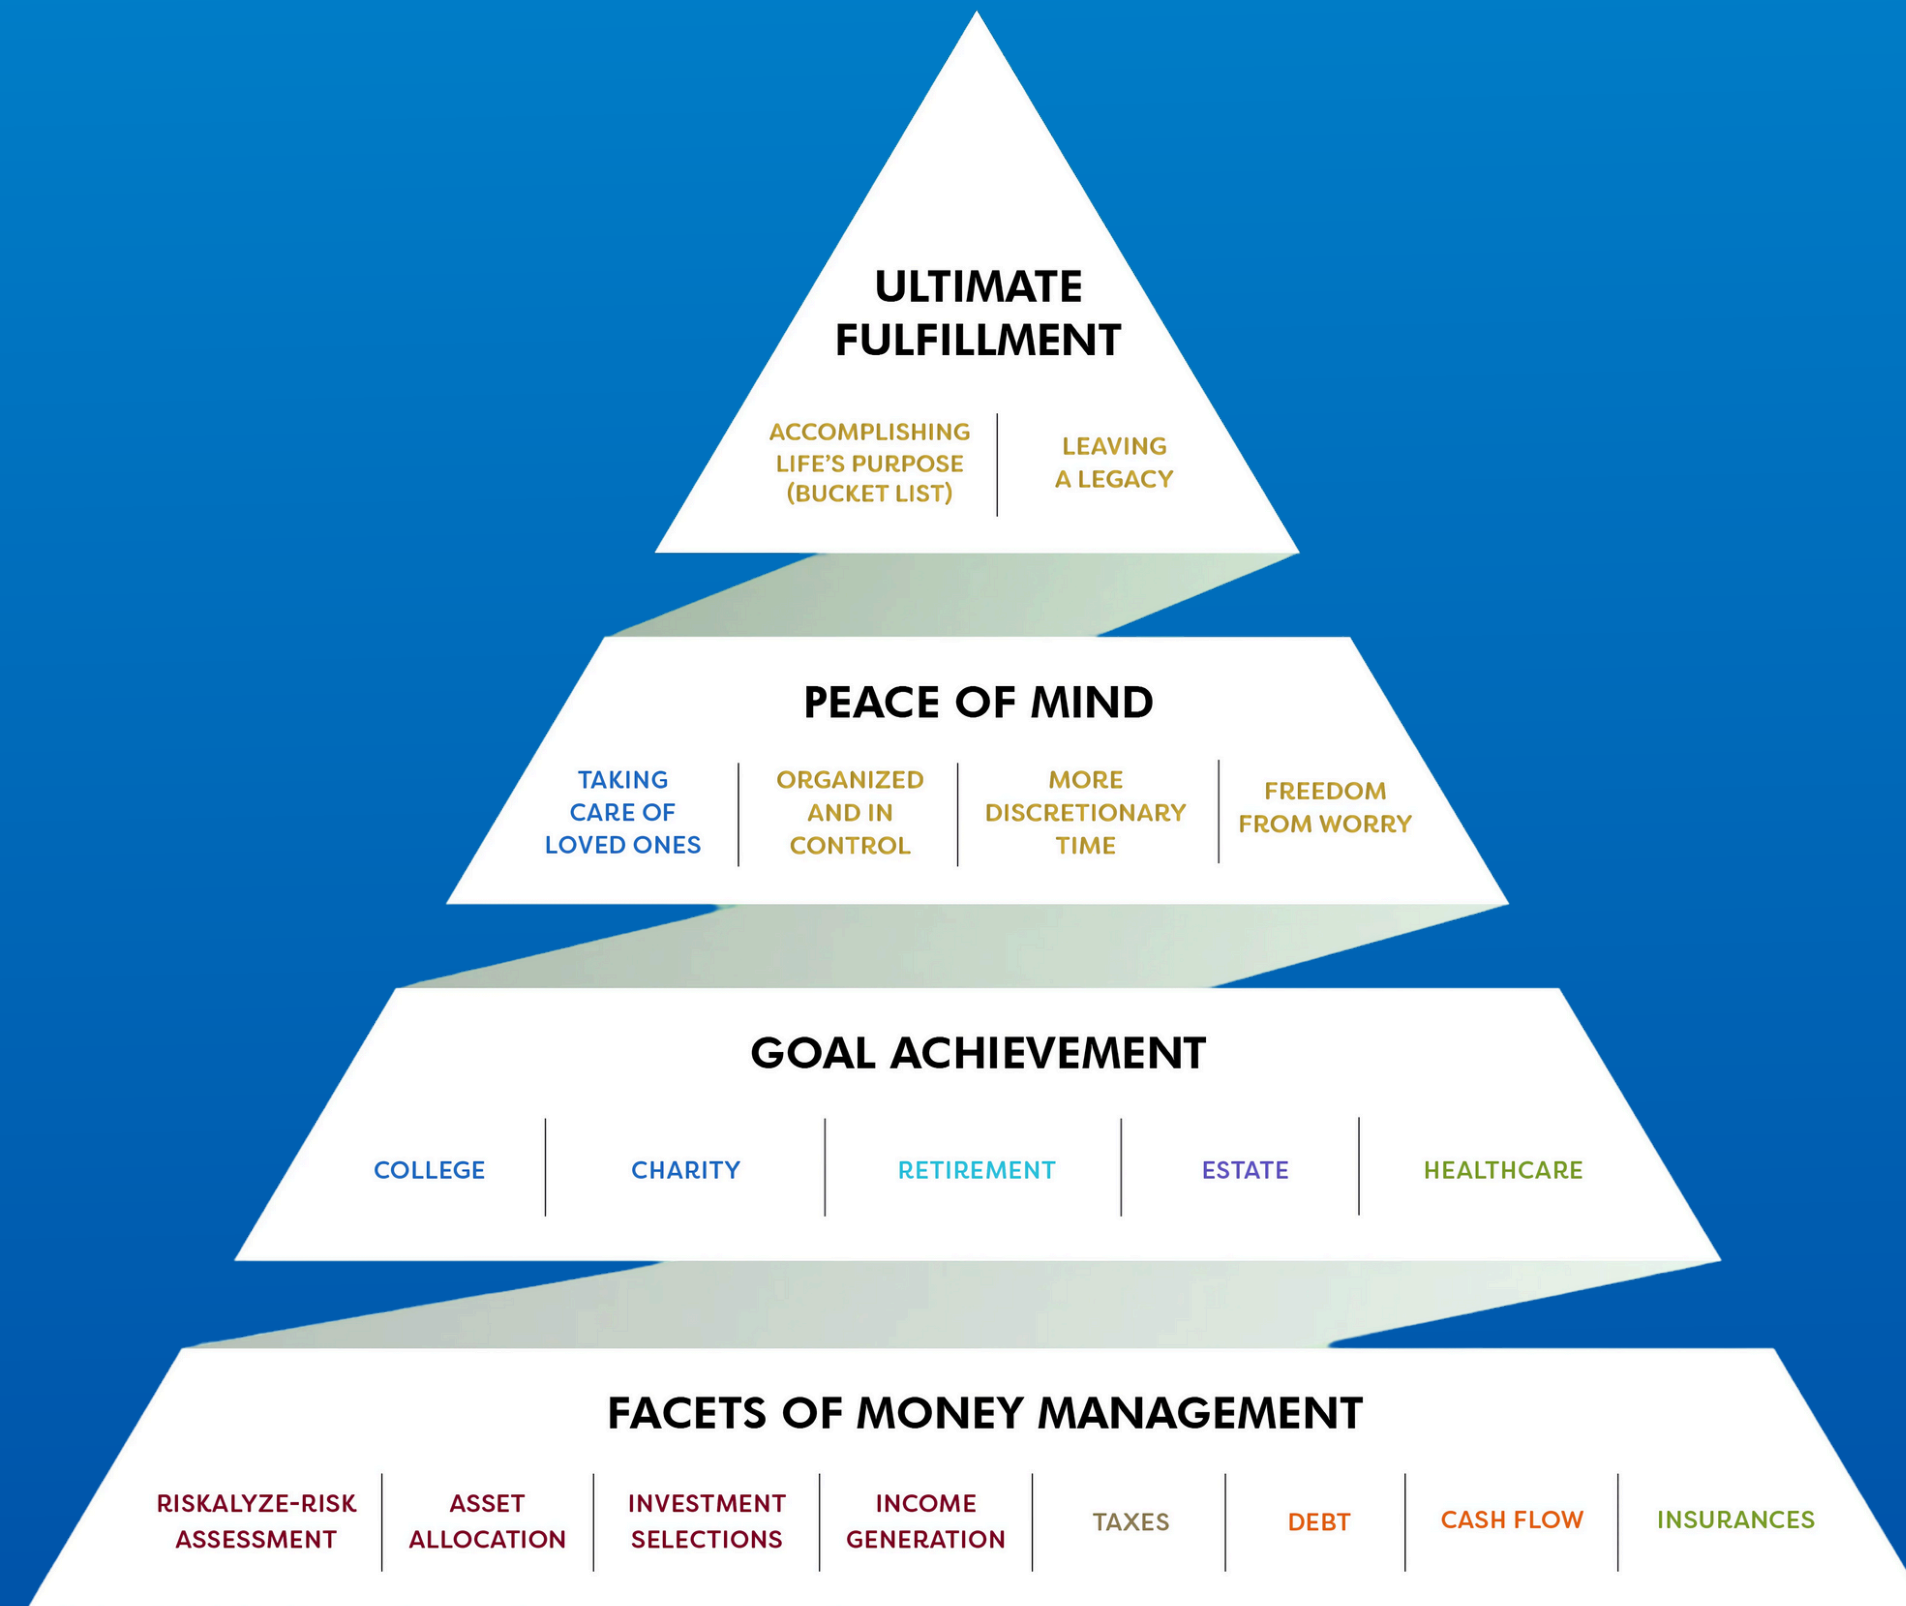 ULTIMATE
FULFILLMENT
ACCOMPLISHING
LIFE'S PURPOSE
(BUCKET LIST)
LEAVING
A LEGACY
PEACE OF MIND
TAKING
CARE OF
LOVED ONES
ORGANIZED
AND IN
CONTROL
MORE
DISCRETIONARY
TIME
FREEDOM
FROM WORRY
GOAL ACHIEVEMENT
COLLEGE
CHARITY
RETIREMENT
ESTATE
HEALTHCARE
FACETS OF MONEY MANAGEMENT
RISKALYZE-RISK
ASSESSMENT
ASSET
ALLOCATION
INVESTMENT
SELECTIONS
INCOME
GENERATION
TAXES
DEBT
CASH FLOW
INSURANCES